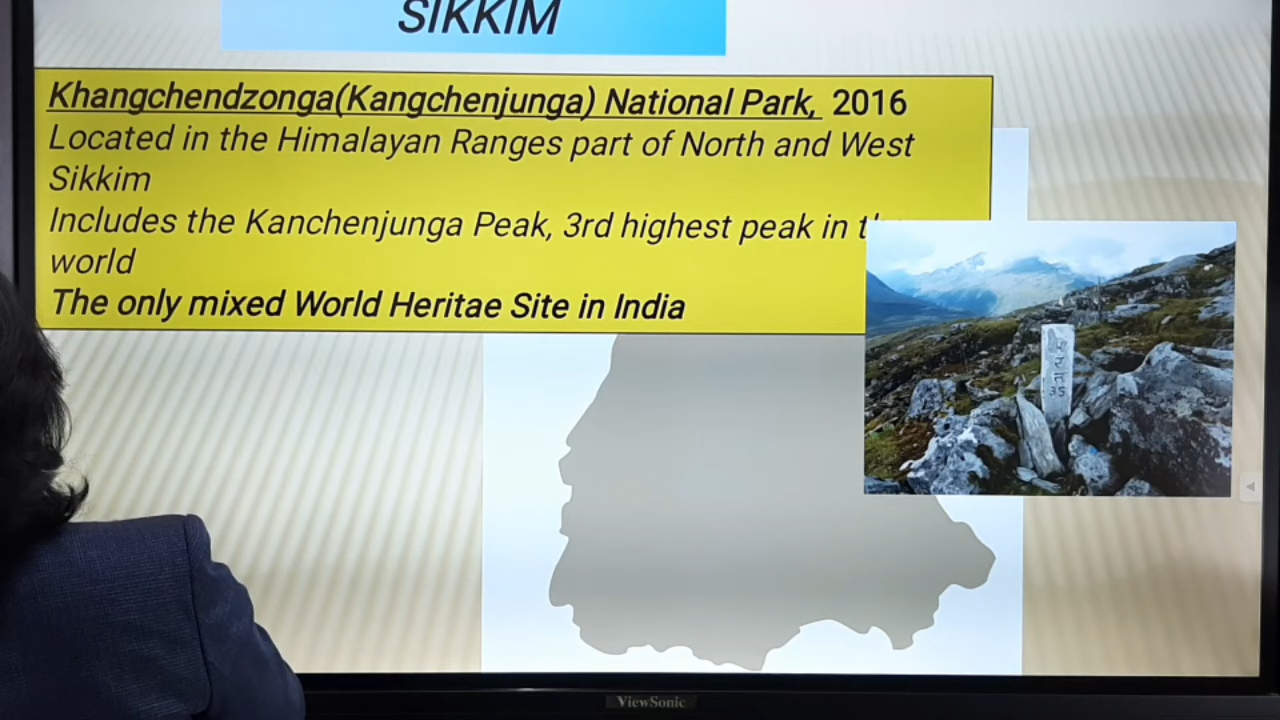 SIKKIM
Khangchendzonga(Kangchenjunga) National Park, 2016
Located in the Himalayan Ranges part of North and West
Sikkim
Includes the Kanchenjunga Peak, 3rd highest peak in
world
The only mixed World Heritae Site in India
35
ViewSonic